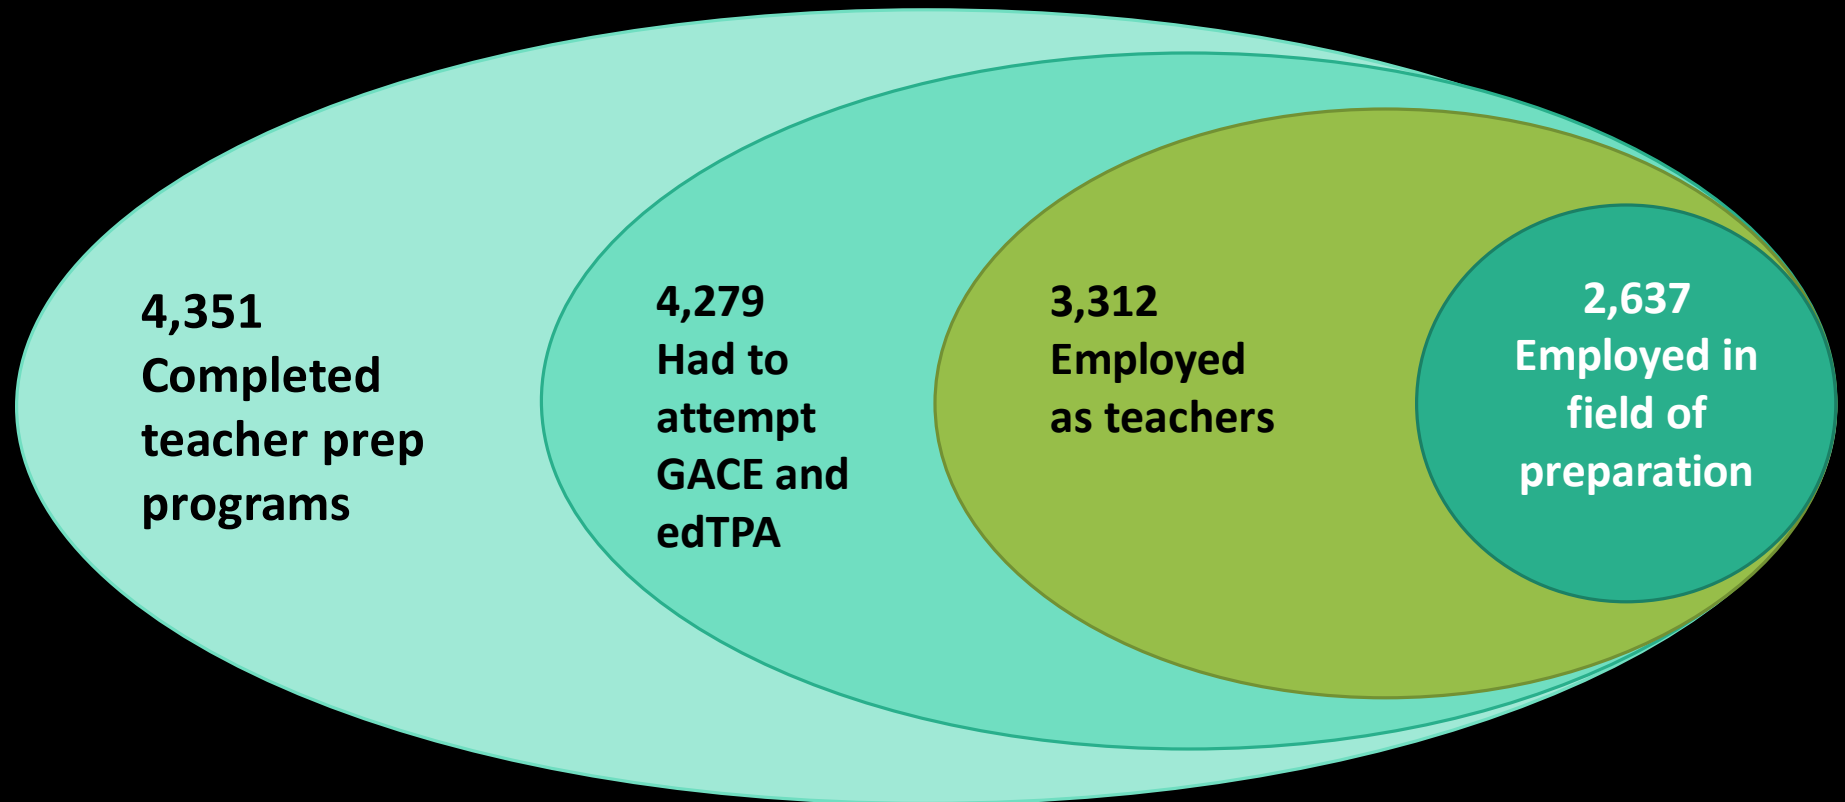 4,351
Completed
teacher prep
programs
4,279
Had to
attempt
GACE and
edTPA
3,312
Employed
as teachers
2,637
Employed in
field of
preparation